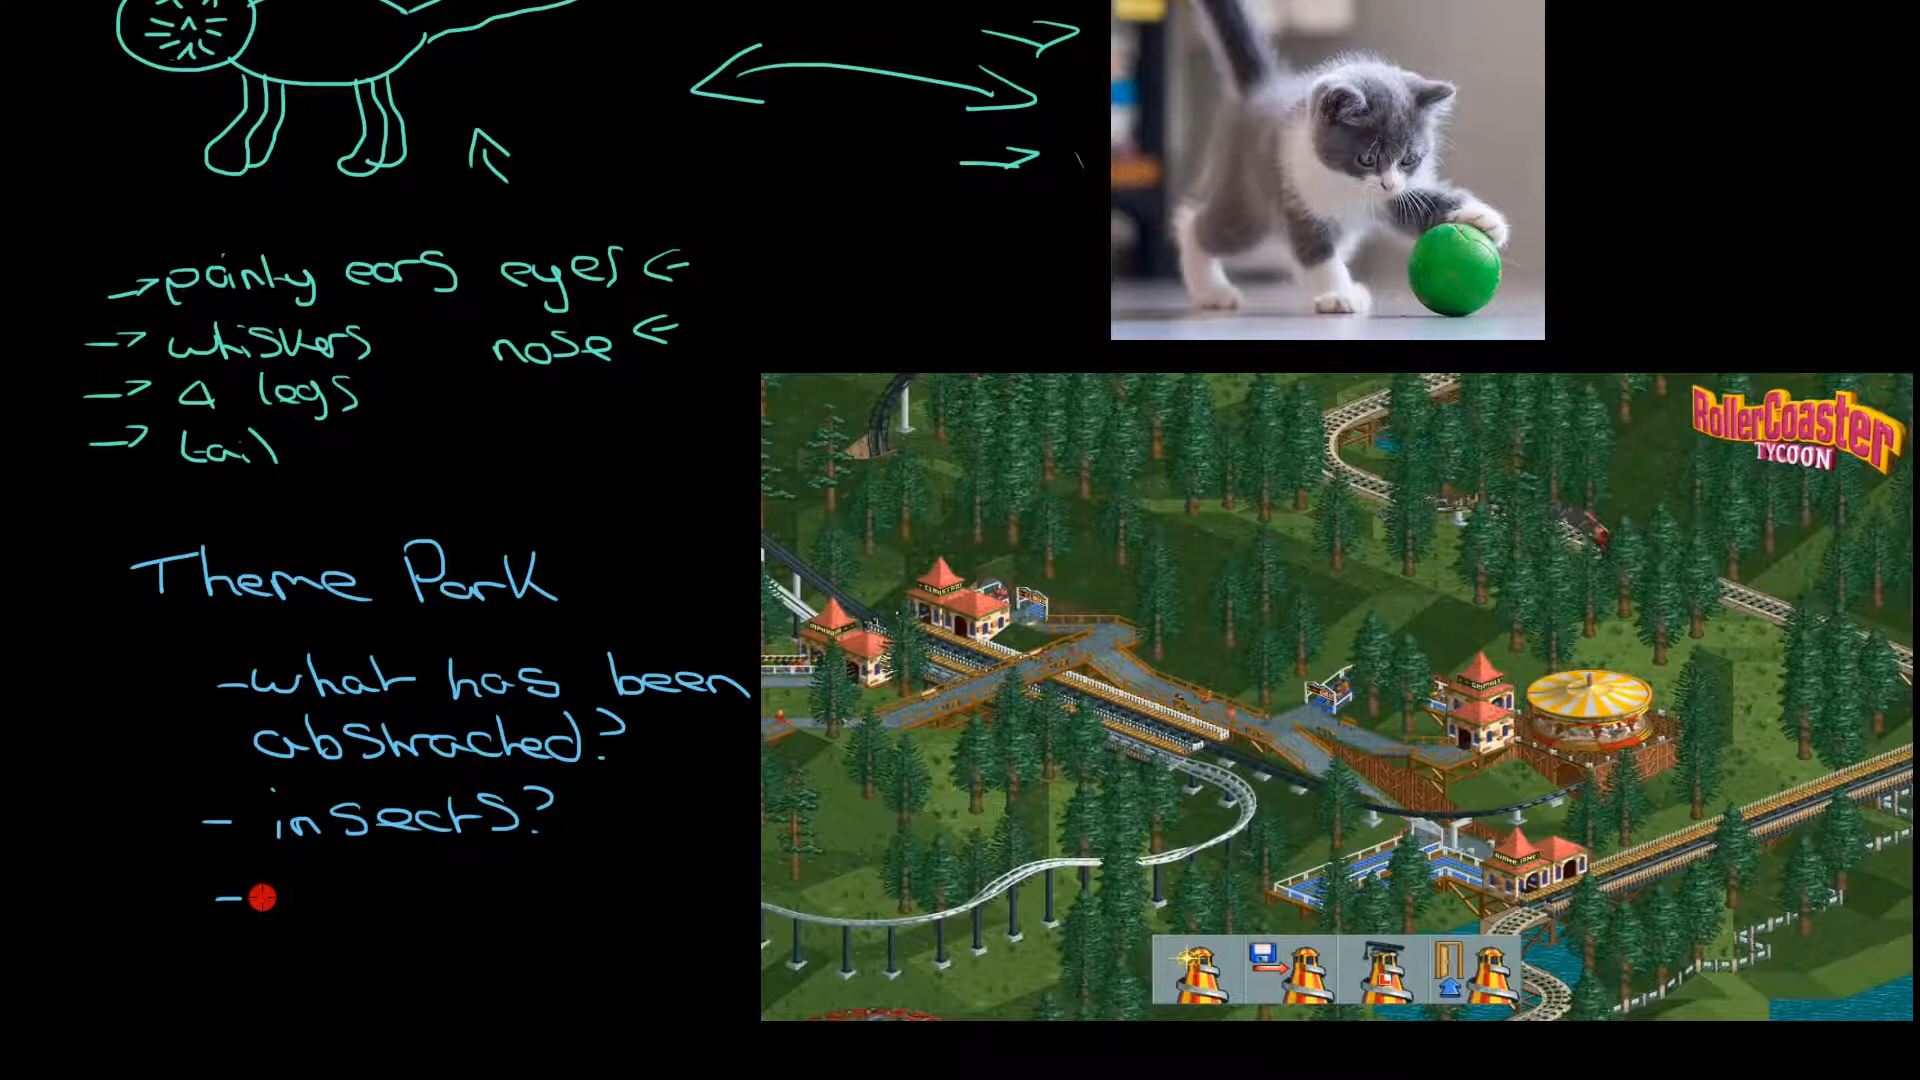 → pointy ears eyes ←
→ whiskers nose ←
→ 4 legs
→ tail
RollerCoaster
TYCOON
Theme Park
- what has been
abstracted?
- insects?
-